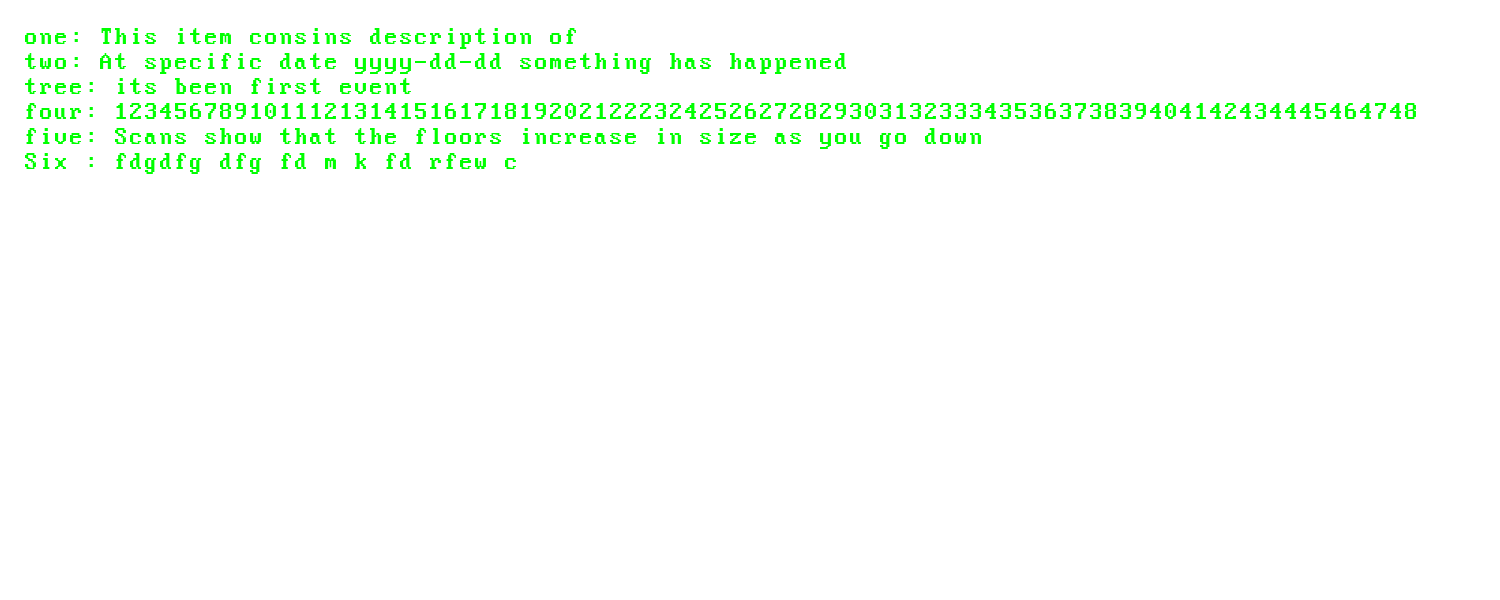 one: This item consins description of
two: At specific date yyyy-dd-dd something has happened
tree: its been first event
four: 123456789101112131415161718192021222324252627282930313233343536373839404142434445464748
five: Scans show that the floors increase in size as you go down
Six : fdgdfg dfg fd m k fd rfew c